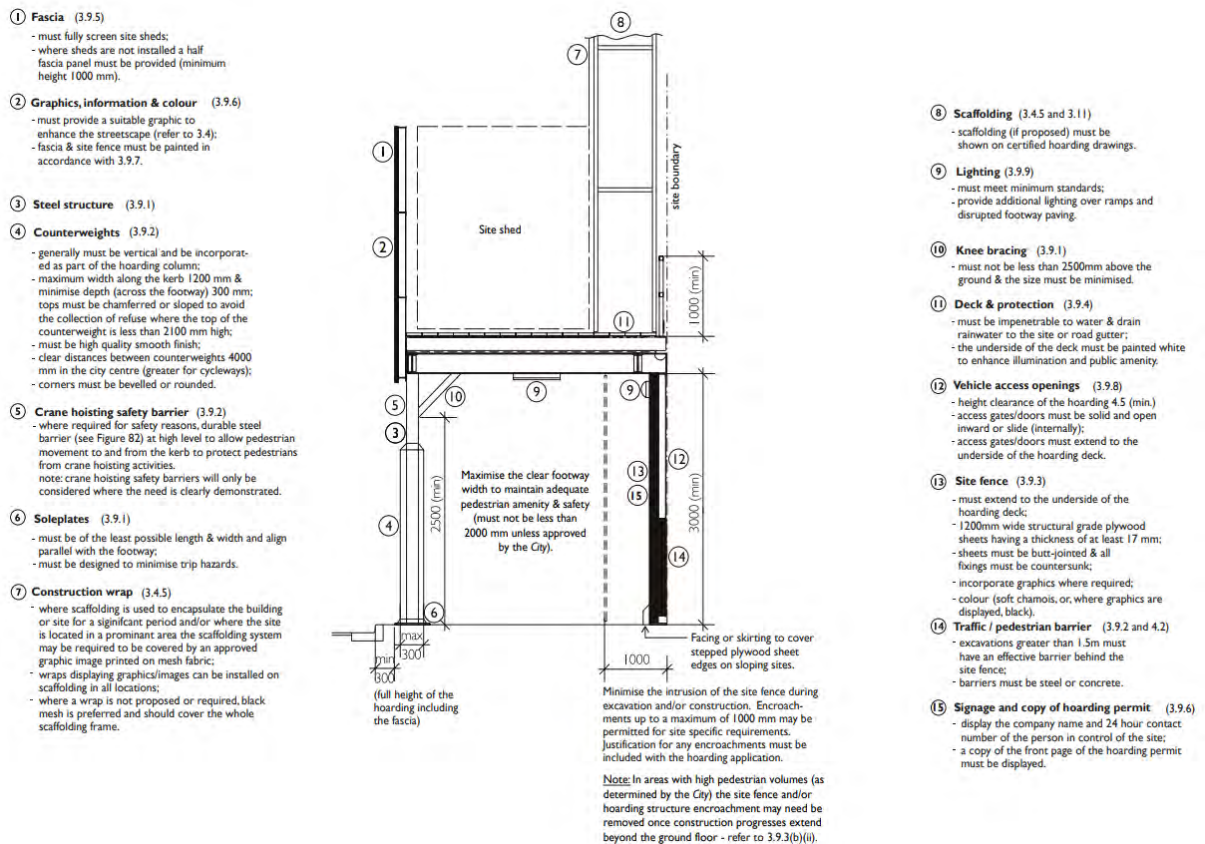 1 Fascia (3.9.5)
- must fully screen site sheds;
- where sheds are not installed a half
fascia panel must be provided (minimum
height 1000 mm).
2 Graphics, information & colour (3.9.6)
- must provide a suitable graphic to
enhance the streetscape (refer to 3.4);
- fascia & site fence must be painted in
accordance with 3.9.7.
3 Steel structure (3.9.1)
4 Counterweights (3.9.2)
- generally must be vertical and be incorporat-
ed as part of the hoarding column;
- maximum width along the kerb 1200 mm &
minimise depth (across the footway) 300 mm;
tops must be chamferred or sloped to avoid
the collection of refuse where the top of the
counterweight is less than 2100 mm high;
- must be high quality smooth finish;
- clear distances between counterweights 4000
mm in the city centre (greater for cycleways);
- corners must be bevelled or rounded.
5 Crane hoisting safety barrier (3.9.2)
- where required for safety reasons, durable steel
barrier (see Figure 82) at high level to allow pedestrian
movement to and from the kerb to protect pedestrians
from crane hoisting activities.
note: crane hoisting safety barriers will only be
considered where the need is clearly demonstrated.
6 Soleplates (3.9.1)
- must be of the least possible length & width and align
parallel with the footway;
- must be designed to minimise trip hazards.
7 Construction wrap (3.4.5)
- where scaffolding is used to encapsulate the building
or site for a siginifcant period and/or where the site
is located in a prominant area the scaffolding system
may be required to be covered by an approved
graphic image printed on mesh fabric;
- wraps displaying graphics/images can be installed on
scaffolding in all locations;
- where a wrap is not proposed or required, black
mesh is preferred and should cover the whole
scaffolding frame.
8
7
1
2
Site shed
site boundary
1000 (min)
11
9
9
10
5
3
4
6
2500 (min)
Maximise the clear footway
width to maintain adequate
pedestrian amenity & safety
(must not be less than
2000 mm unless approved
by the City).
13
15
12
14
3000 (min)
max
300
min
300
1000
(full height of the
hoarding including
the fascia)
Facing or skirting to cover
stepped plywood sheet
edges on sloping sites.
Minimise the intrusion of the site fence during
excavation and/or construction. Encroach-
ments up to a maximum of 1000 mm may be
permitted for site specific requirements.
Justification for any encroachments must be
included with the hoarding application.
Note: In areas with high pedestrian volumes (as
determined by the City) the site fence and/or
hoarding structure encroachment may need be
removed once construction progresses extend
beyond the ground floor - refer to 3.9.3(b)(ii).
8 Scaffolding (3.4.5 and 3.11)
- scaffolding (if proposed) must be
shown on certified hoarding drawings.
9 Lighting (3.9.9)
- must meet minimum standards;
- provide additional lighting over ramps and
disrupted footway paving.
10 Knee bracing (3.9.1)
- must not be less than 2500mm above the
ground & the size must be minimised.
11 Deck & protection (3.9.4)
- must be impenetrable to water & drain
rainwater to the site or road gutter;
- the underside of the deck must be painted white
to enhance illumination and public amenity.
12 Vehicle access openings (3.9.8)
- height clearance of the hoarding 4.5 (min.)
- access gates/doors must be solid and open
inward or slide (internally);
- access gates/doors must extend to the
underside of the hoarding deck.
13 Site fence (3.9.3)
- must extend to the underside of the
hoarding deck;
- 1200mm wide structural grade plywood
sheets having a thickness of at least 17 mm;
- sheets must be butt-jointed & all
fixings must be countersunk;
- incorporate graphics where required;
- colour (soft chamois, or, where graphics are
displayed, black).
14 Traffic / pedestrian barrier (3.9.2 and 4.2)
- excavations greater than 1.5m must
have an effective barrier behind the
site fence;
- barriers must be steel or concrete.
15 Signage and copy of hoarding permit (3.9.6)
- display the company name and 24 hour contact
number of the person in control of the site;
- a copy of the front page of the hoarding permit
must be displayed.